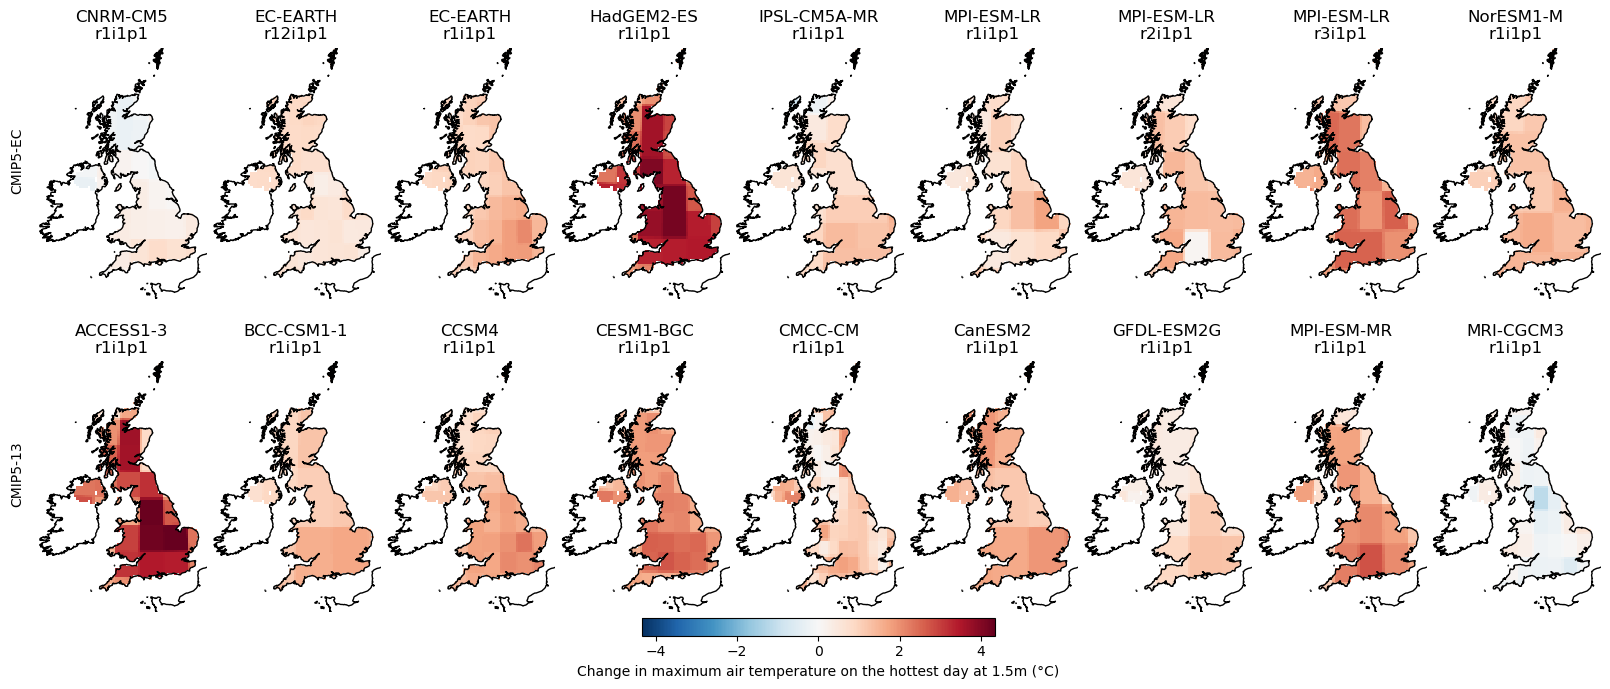 CNRM-CM5
r1i1p1
EC-EARTH
r12i1p1
EC-EARTH
r1i1p1
HadGEM2-ES
r1i1p1
IPSL-CM5A-MR
r1i1p1
MPI-ESM-LR
r1i1p1
MPI-ESM-LR
r2i1p1
MPI-ESM-LR
r3i1p1
NorESM1-M
r1i1p1
CMIP5-EC
ACCESS1-3
r1i1p1
BCC-CSM1-1
r1i1p1
CCSM4
r1i1p1
CESM1-BGC
r1i1p1
CMCC-CM
r1i1p1
CanESM2
r1i1p1
GFDL-ESM2G
r1i1p1
MPI-ESM-MR
r1i1p1
MRI-CGCM3
r1i1p1
CMIP5-13
−4 −2 0 2 4
Change in maximum air temperature on the hottest day at 1.5m (°C)